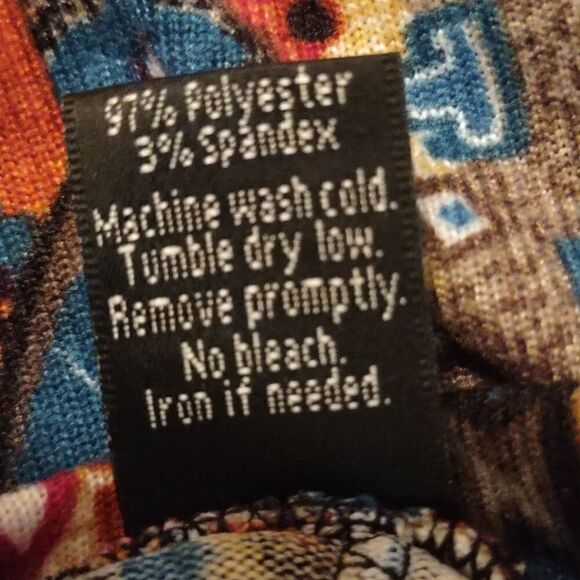 97% Polyester
3% Spandex
Machine wash cold.
Tumble dry low.
Remove promptly.
No bleach.
Iron if needed.